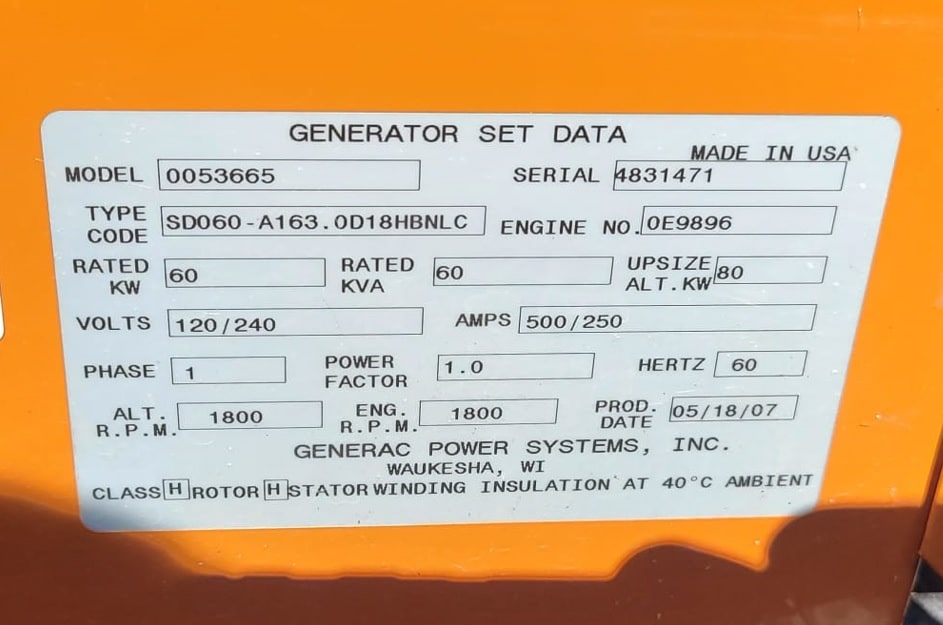 GENERATOR SET DATA
MADE IN USA
MODEL 0053665 SERIAL 4831471
TYPE CODE SD060-A163.0D18HBNLC ENGINE NO. 0E9896
RATED KW 60 RATED KVA 60 UPSIZE ALT.KW 80
VOLTS 120/240 AMPS 500/250
PHASE 1 POWER FACTOR 1.0 HERTZ 60
ALT. R.P.M. 1800 ENG. R.P.M. 1800 PROD. DATE 05/18/07
GENERAC POWER SYSTEMS, INC.
WAUKESHA, WI
CLASS H ROTOR H STATOR WINDING INSULATION AT 40°C AMBIENT